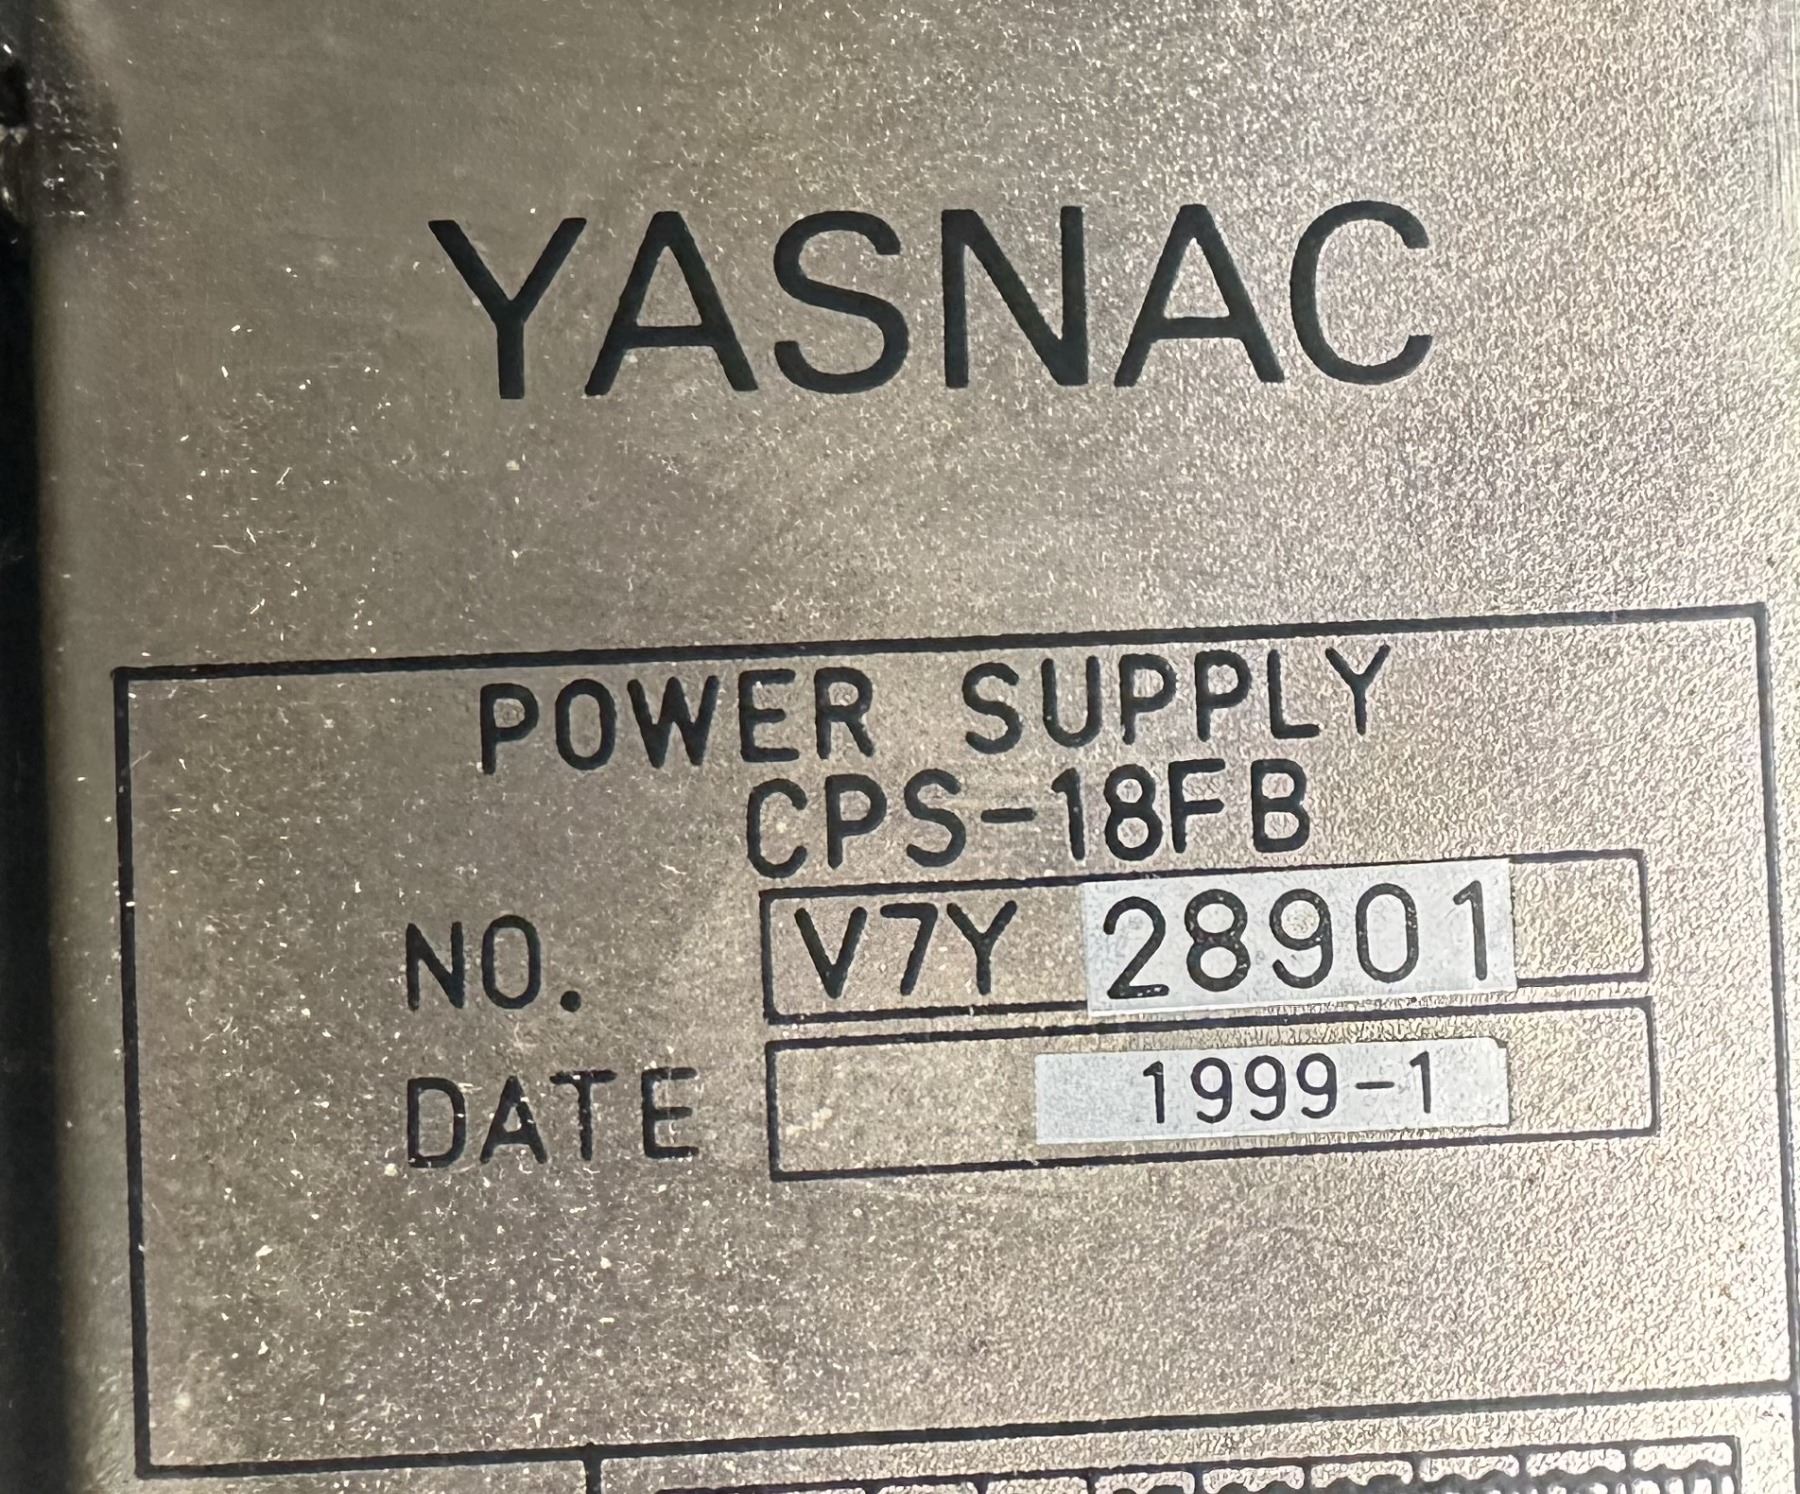 YASNAC
POWER SUPPLY
CPS-18FB
NO. V7Y 28901
DATE 1999-1